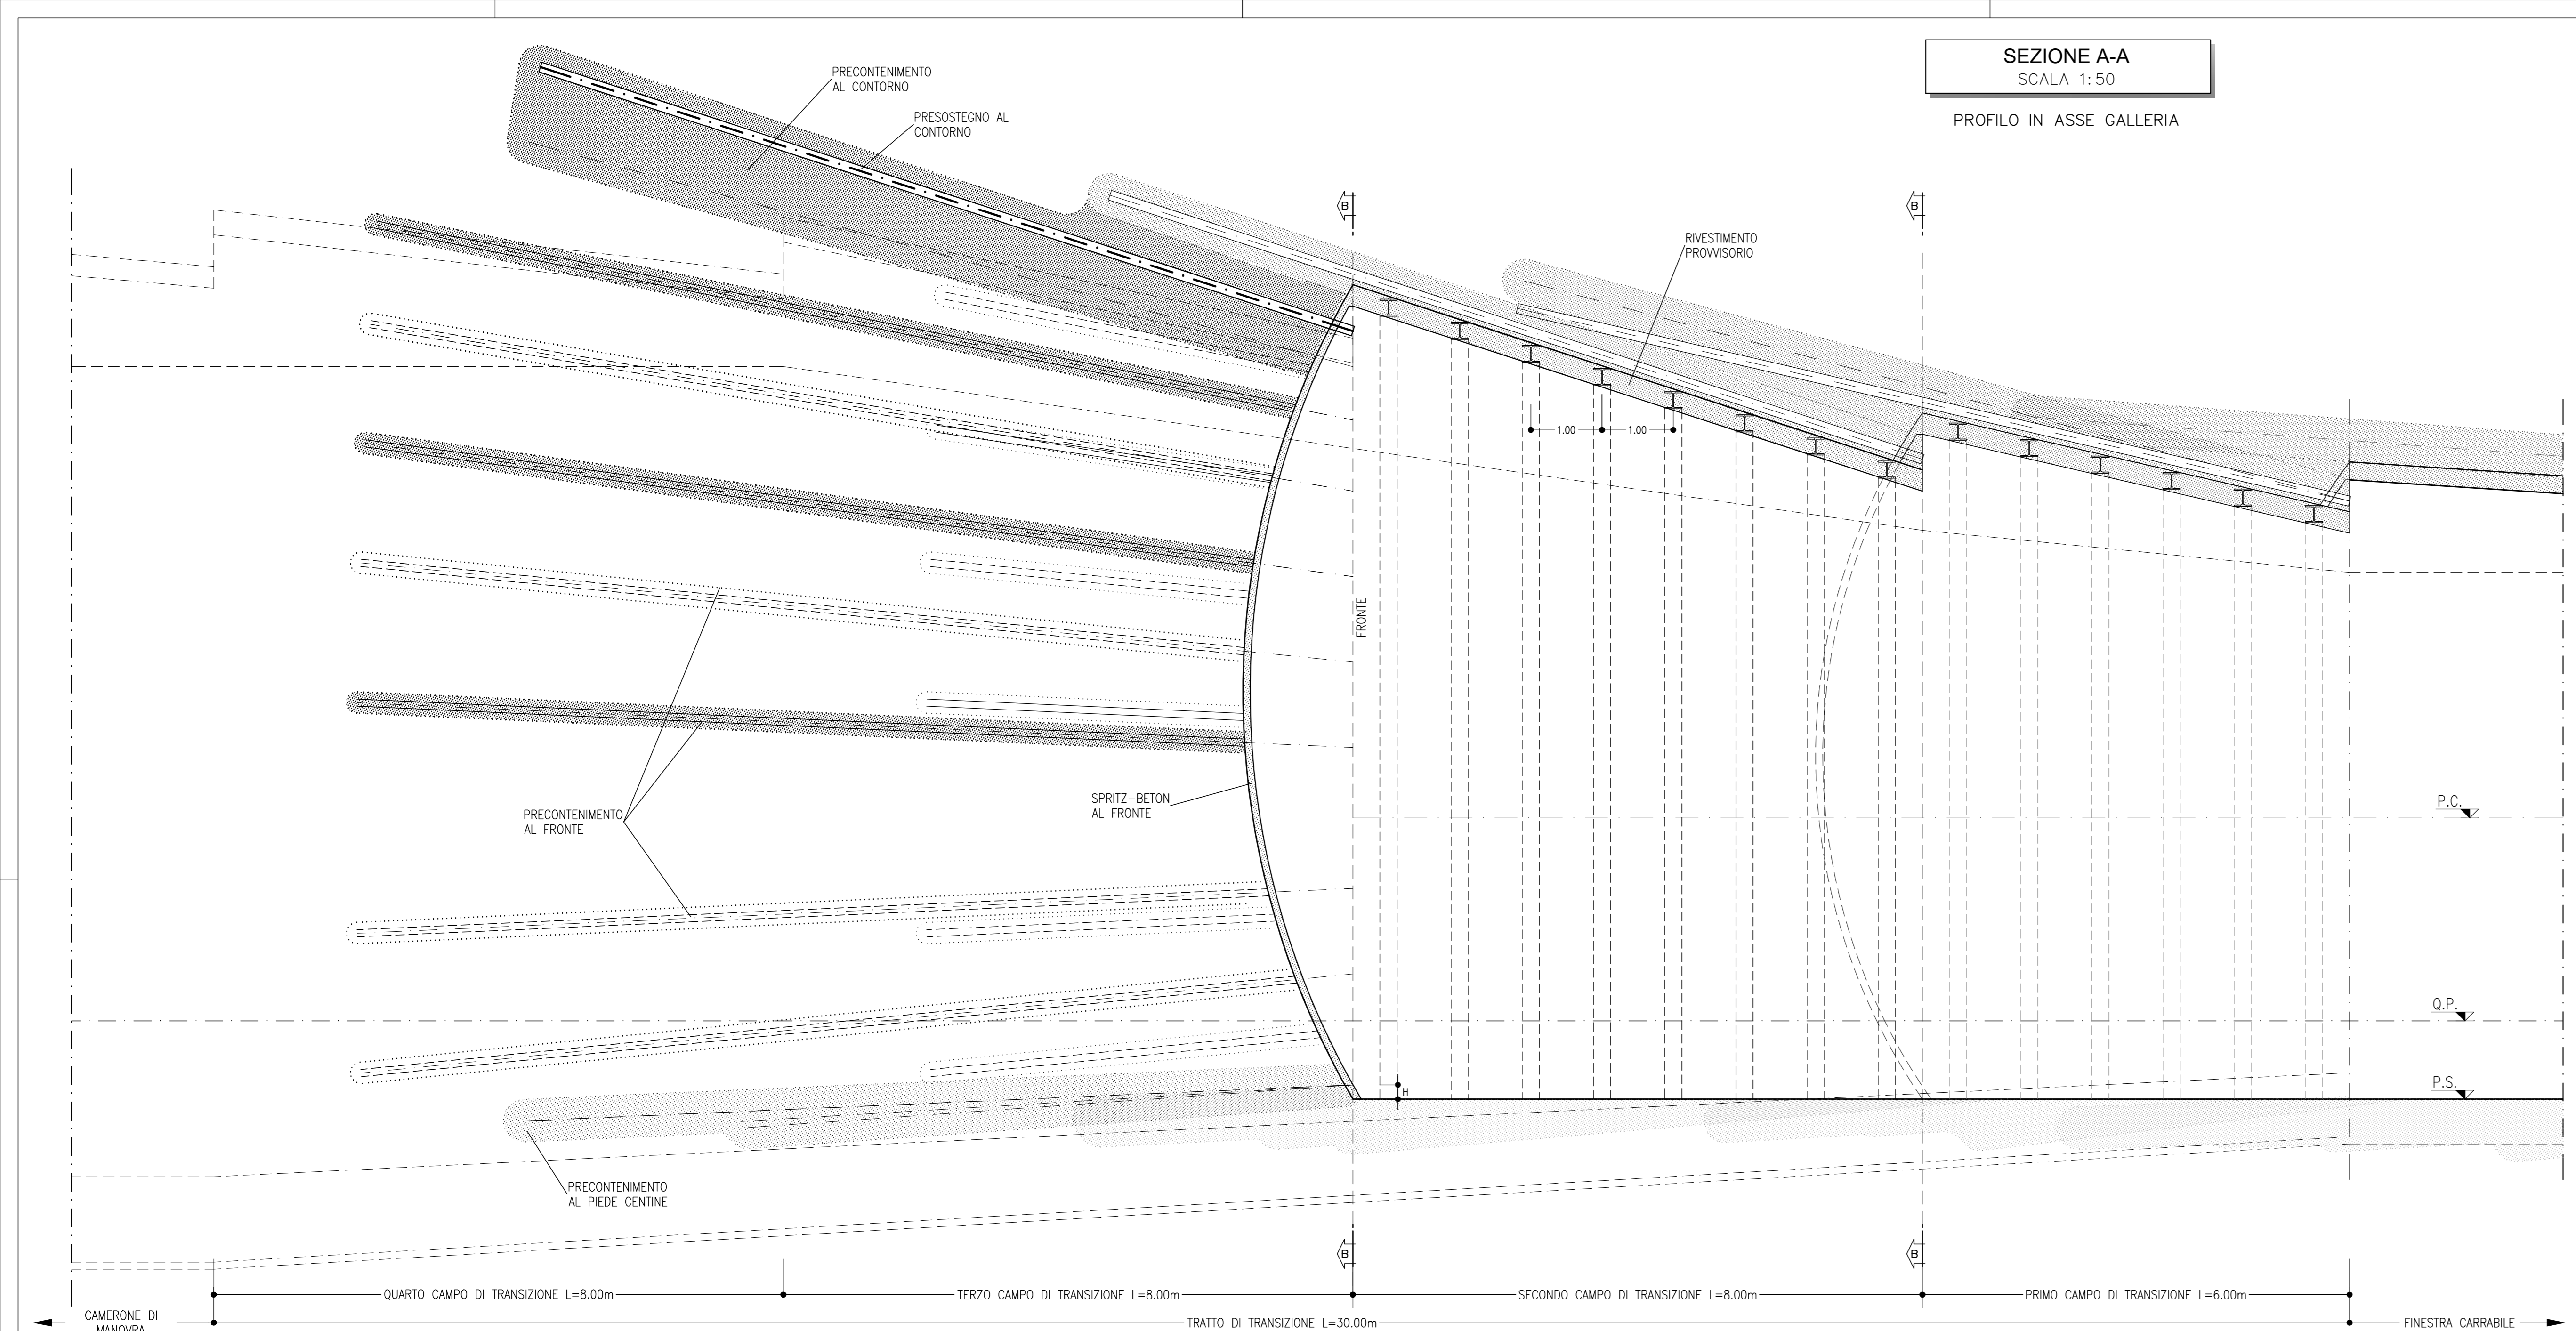 SEZIONE A-A
SCALA 1:50
PROFILO IN ASSE GALLERIA
PRECONTENIMENTO
AL CONTORNO
PRESOSTEGNO AL
CONTORNO
B
B
RIVESTIMENTO
PROVVISORIO
1.00
1.00
FRONTE
SPRITZ-BETON
AL FRONTE
PRECONTENIMENTO
AL FRONTE
P.C.
Q.P.
P.S.
H
PRECONTENIMENTO
AL PIEDE CENTINE
B
B
QUARTO CAMPO DI TRANSIZIONE L=8.00m
TERZO CAMPO DI TRANSIZIONE L=8.00m
SECONDO CAMPO DI TRANSIZIONE L=8.00m
PRIMO CAMPO DI TRANSIZIONE L=6.00m
CAMERONE DI
MANOVRA
TRATTO DI TRANSIZIONE L=30.00m
FINESTRA CARRABILE